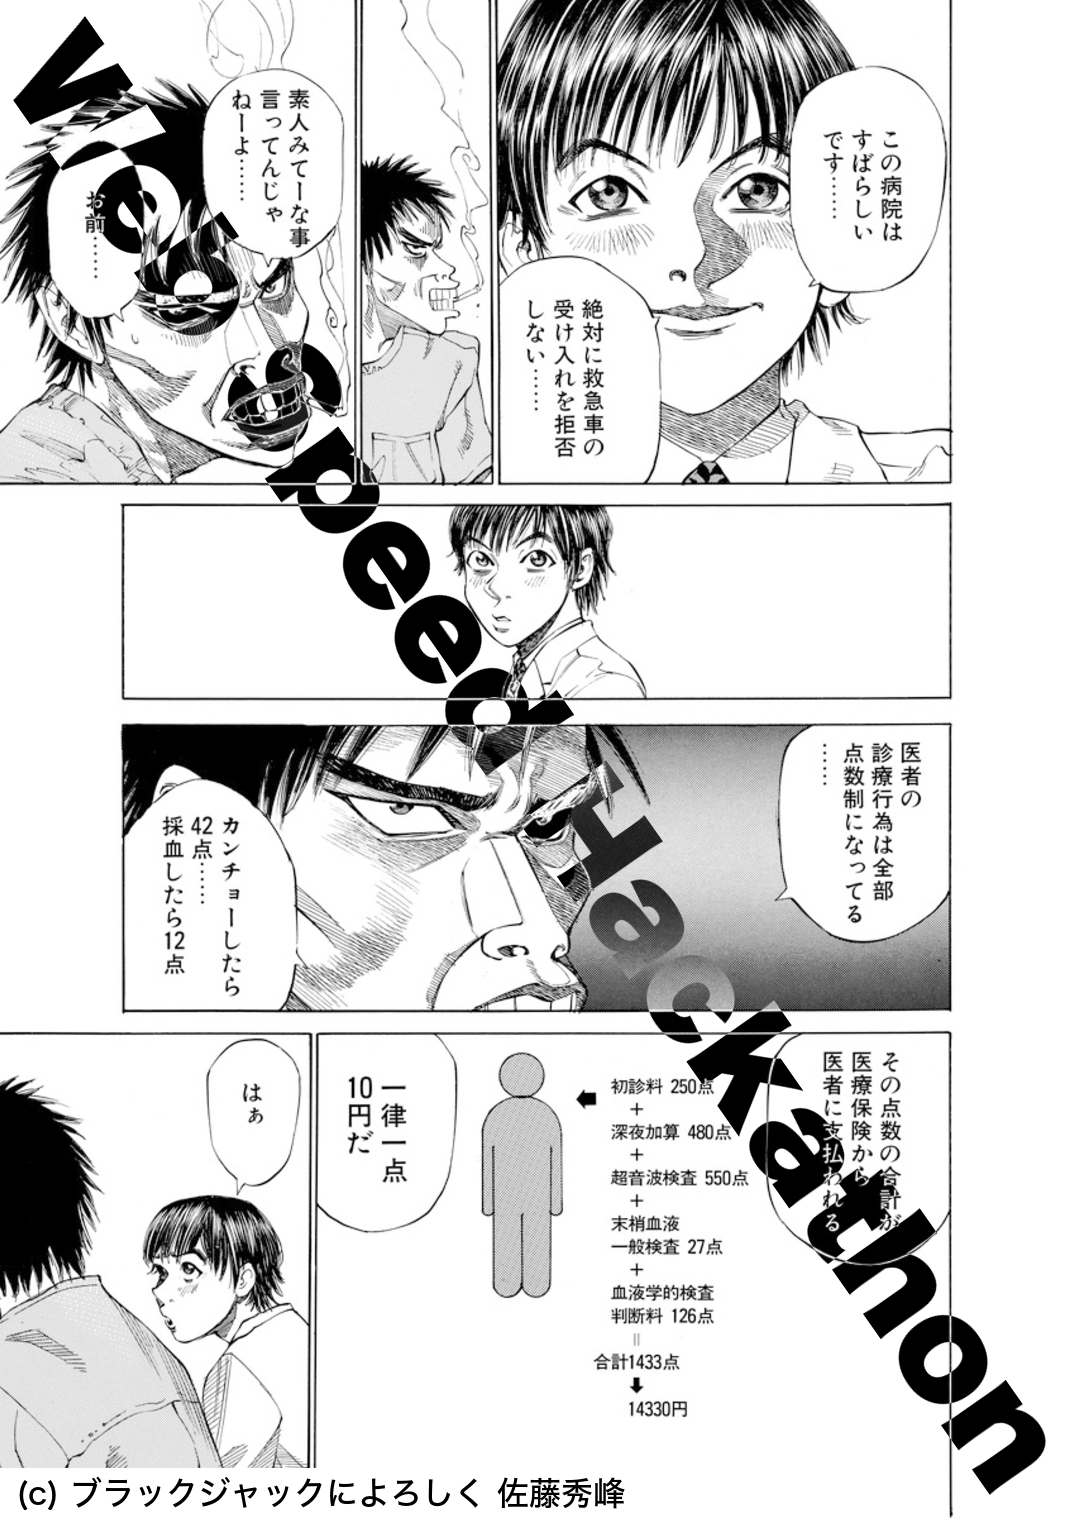 この病院は
すばらしい
です……
絶対に救急車の
受け入れを拒否
しない……
素人みてーな事
言ってんじゃ
ねーよ……
お前……
医者の
診療行為は全部
点数制になってる
……
カンチョーしたら
42点……
採血したら12点
その点数の合計が
医療保険から
医者に支払われる
初診料 250点
＋
深夜加算 480点
＋
超音波検査 550点
＋
末梢血液
一般検査 27点
＋
血液学的検査
判断料 126点
＝
合計1433点
14330円
一律一点
10円だ
はぁ
Vespeed Hackathon
(c) ブラックジャックによろしく 佐藤秀峰